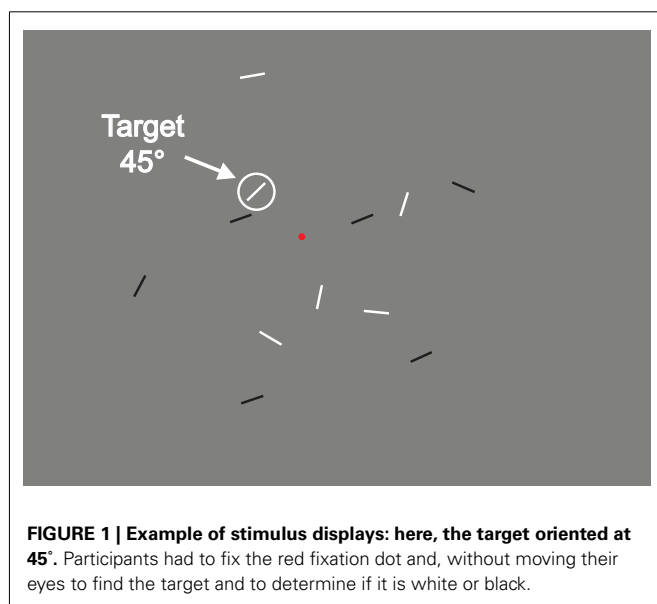 Target
45°
FIGURE 1 | Example of stimulus displays: here, the target oriented at
45˚. Participants had to fix the red fixation dot and, without moving their
eyes to find the target and to determine if it is white or black.